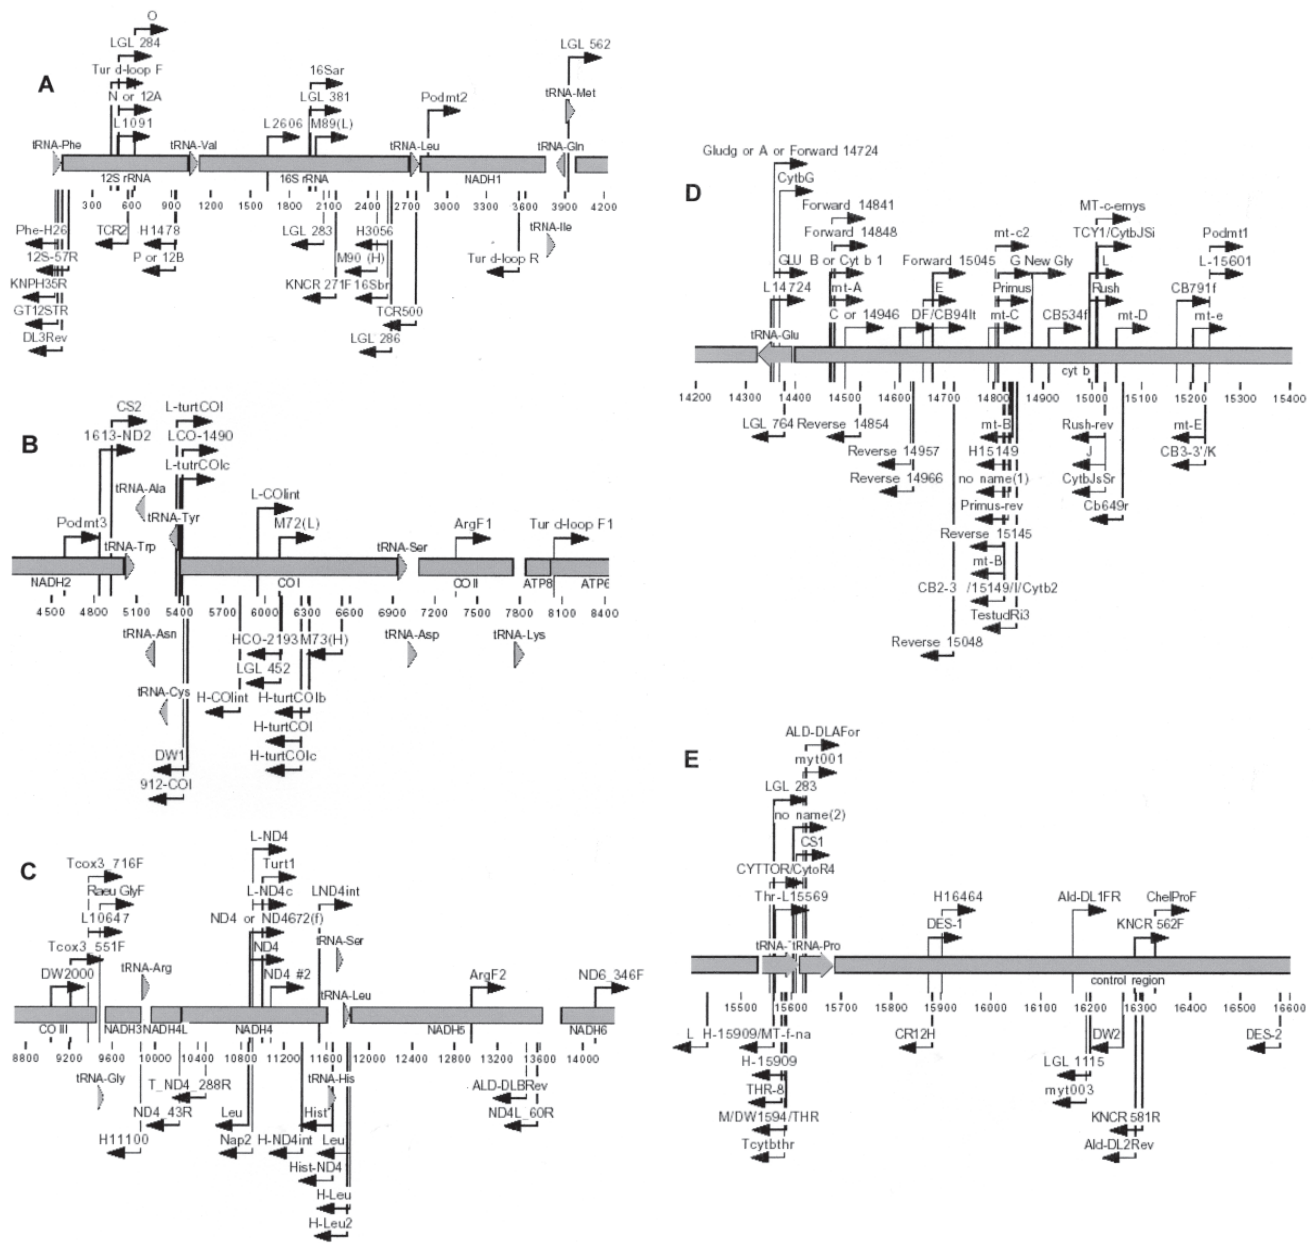 A
O
LGL 284
Tur d-loop F
N or 12A
L1091
tRNA-Phe
tRNA-Val
L2606
16Sar
LGL 381
M89(L)
tRNA-Leu
Podmt2
LGL 562
tRNA-Met
tRNA-Gln
12S rRNA
16S rRNA
NADH1
300 600 900 1200 1500 1800 2100 2400 2700 3000 3300 3600 3900 4200
Phe-H26
12S-57R
KNPH35R
GT12STR
DL3Rev
TCR2
H1478
P or 12B
LGL 283
H3056
M90 (H)
KNCR 271F
16Sbr
TCR500
LGL 286
Tur d-loop R
tRNA-Ile
B
CS2
1613-ND2
L-turtCOI
LCO-1490
L-tutrCOIc
tRNA-Ala
tRNA-Tyr
Podmt3
tRNA-Trp
L-COIint
M72(L)
tRNA-Ser
ArgF1
Tur d-loop F1
NADH2
COI
COII
ATP8
ATP6
4500 4800 5100 5400 5700 6000 6300 6600 6900 7200 7500 7800 8100 8400
tRNA-Asn
tRNA-Cys
DW1
912-COI
H-COIint
HCO-2193
M73(H)
LGL 452
H-turtCOIb
H-turtCOI
H-turtCOIc
tRNA-Asp
tRNA-Lys
C
Tcox3_716F
Raeu GlyF
L10647
Tcox3_551F
DW2000
tRNA-Arg
L-ND4
Turt1
L-ND4c
ND4 or ND4672(f)
ND4
ND4 #2
LND4int
tRNA-Ser
tRNA-Leu
ArgF2
ND6_346F
COIII
NADH3
NADH4L
NADH4
NADH5
NADH6
8800 9200 9600 10000 10400 10800 11200 11600 12000 12400 12800 13200 13600 14000
tRNA-Gly
T_ND4_288R
ND4_43R
H11100
Leu
Nap2
H-ND4int
Hist
tRNA-His
Leu
Hist-ND4
H-Leu
H-Leu2
ALD-DLBRev
ND4L_60R
D
Gludg or A or Forward 14724
CytbG
Forward 14841
Forward 14848
GLU
B or Cyt b 1
L14724
mt-A
C or 14946
tRNA-Glu
Forward 15045
E
DF/CB94lt
mt-c2
G
New Gly
Primus
mt-C
CB534f
MT-c-emys
TCY1/CytbJSi
L
Rush
mt-D
Podmt1
L-15601
CB791f
mt-e
cyt b
14200 14300 14400 14500 14600 14700 14800 14900 15000 15100 15200 15300 15400
LGL 764
Reverse 14854
Reverse 14957
Reverse 14966
mt-B
H15149
no name(1)
Primus-rev
Reverse 15145
mt-B
CB2-3 /15149/I/Cytb2
TestudRi3
Reverse 15048
Rush-rev
J
CytbJsSr
Cb649r
mt-E
CB3-3'/K
E
ALD-DLAFor
myt001
LGL 283
no name(2)
CS1
CYTTOR/CytoR4
Thr-L15569
tRNA-T
tRNA-Pro
H16464
DES-1
Ald-DL1FR
ChelProF
KNCR 562F
control region
15500 15600 15700 15800 15900 16000 16100 16200 16300 16400 16500 16600
L
H-15909/MT-f-na
H-15909
THR-8
M/DW1594/THR
Tcytbthr
CR12H
DW2
LGL 1115
myt003
KNCR 581R
Ald-DL2Rev
DES-2